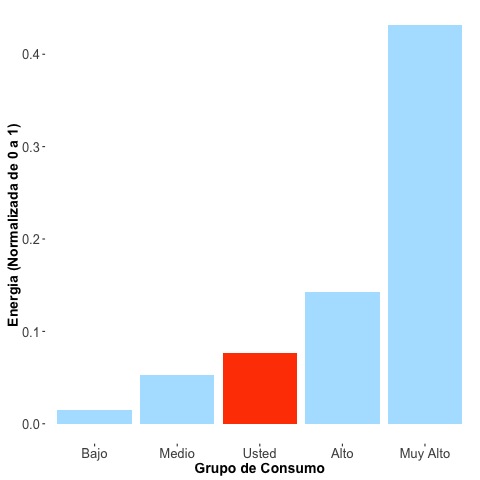 Energia (Normalizada de 0 a 1)
0.4
0.3
0.2
0.1
0.0
Bajo Medio Usted Alto Muy Alto
Grupo de Consumo